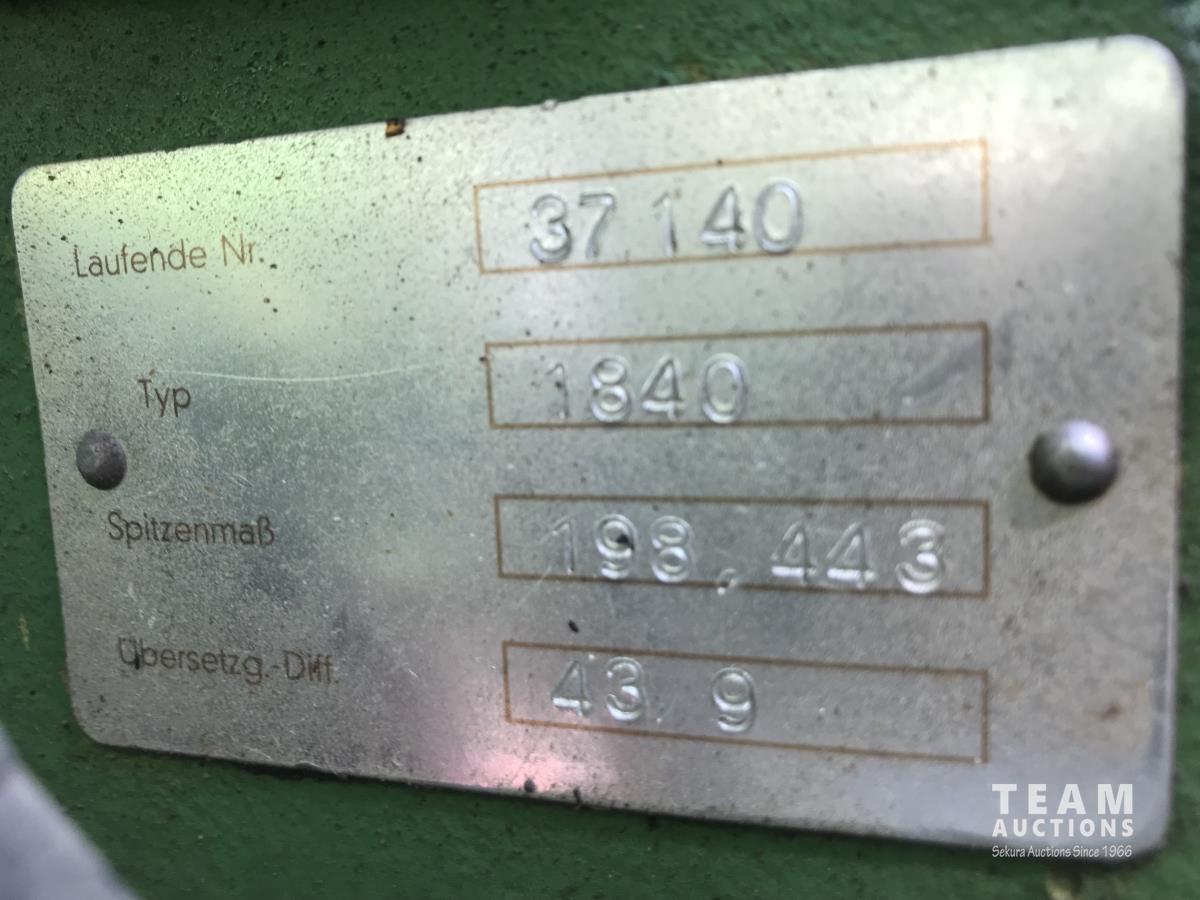 Laufende Nr. 37.140
Typ 1840
Spitzenmaß 198,443
Übersetzg.-Diff. 43,9
TEAM
AUCTIONS
Sekura Auctions Since 1966